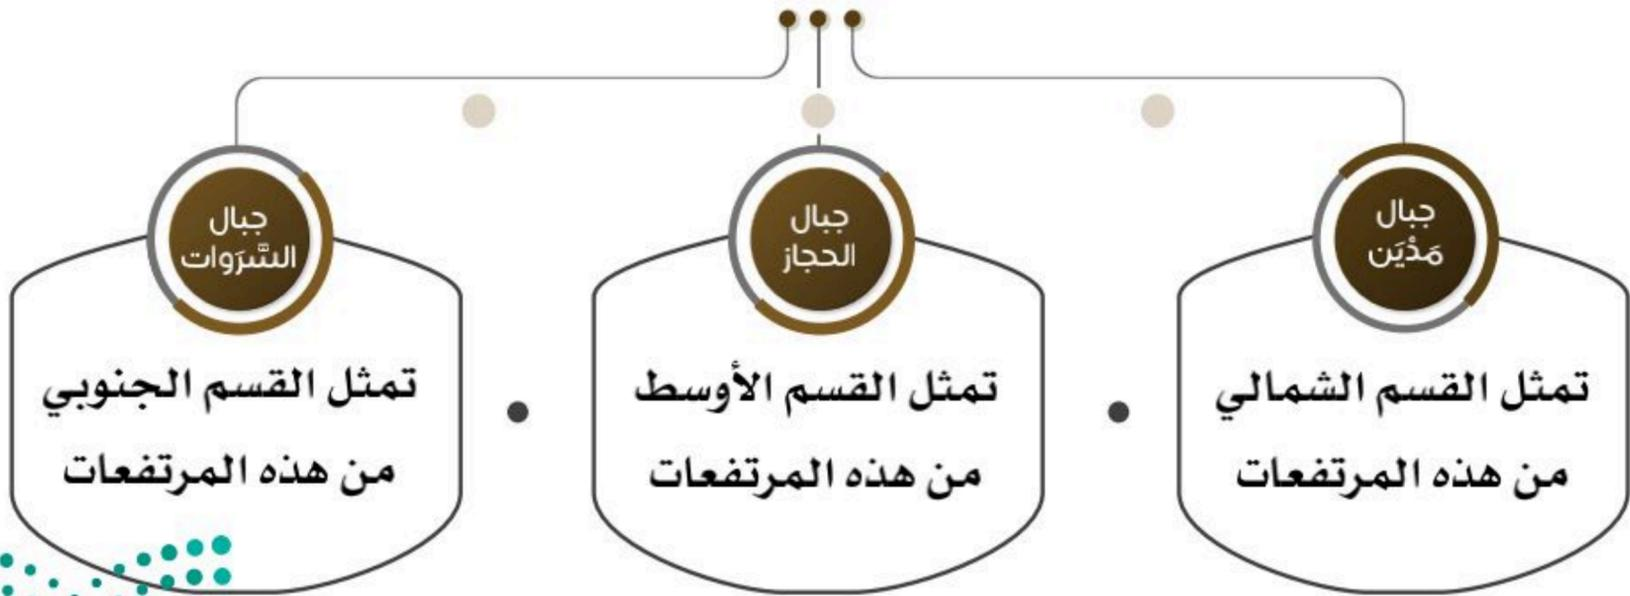 جبال
مَدْيَن
تمثل القسم الشمالي
من هذه المرتفعات
جبال
الحجاز
تمثل القسم الأوسط
من هذه المرتفعات
جبال
السَّرَوات
تمثل القسم الجنوبي
من هذه المرتفعات